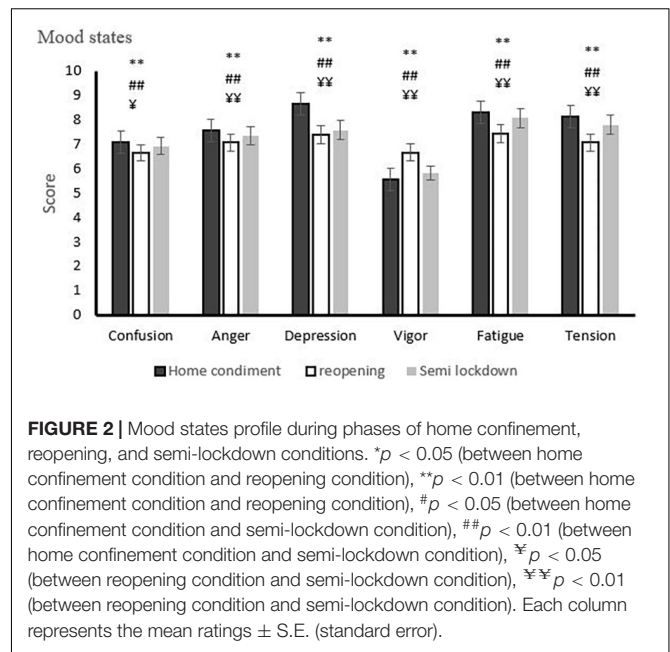 Mood states
** ** ** ** ** **
## ## ## ## ## ##
¥ ¥¥ ¥¥ ¥¥ ¥¥ ¥¥
10
9
8
7
6
5
4
3
2
1
0
Score
Confusion Anger Depression Vigor Fatigue Tension
Home condiment reopening Semi lockdown
FIGURE 2 | Mood states profile during phases of home confinement,
reopening, and semi-lockdown conditions. *p < 0.05 (between home
confinement condition and reopening condition), **p < 0.01 (between home
confinement condition and reopening condition), #p < 0.05 (between home
confinement condition and semi-lockdown condition), ##p < 0.01 (between
home confinement condition and semi-lockdown condition), ¥p < 0.05
(between reopening condition and semi-lockdown condition), ¥¥p < 0.01
(between reopening condition and semi-lockdown condition). Each column
represents the mean ratings ± S.E. (standard error).